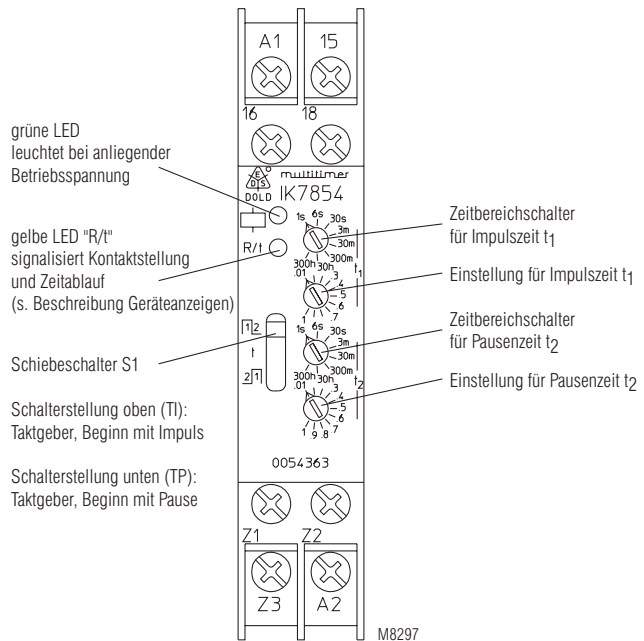 A1 15
16 18
grüne LED
leuchtet bei anliegender
Betriebsspannung
E D S
DOLD
multitimer
IK7854
gelbe LED "R/t"
signalisiert Kontaktstellung
und Zeitablauf
(s. Beschreibung Geräteanzeigen)
R/t
1s 6s 30s
3m
30m
300m
30h
300h
Zeitbereichschalter
für Impulszeit t1
.01 .3
.4
.5
.6
.7
1
t1
Einstellung für Impulszeit t1
Schiebeschalter S1
1 2
t
2 1
1s 6s 30s
3m
30m
300m
30h
300h
Zeitbereichschalter
für Pausenzeit t2
.01 .3
.4
.5
.6
.7
.8
.9
1
t2
Einstellung für Pausenzeit t2
Schalterstellung oben (TI):
Taktgeber, Beginn mit Impuls
Schalterstellung unten (TP):
Taktgeber, Beginn mit Pause
0054363
Z1 Z2
Z3 A2
M8297